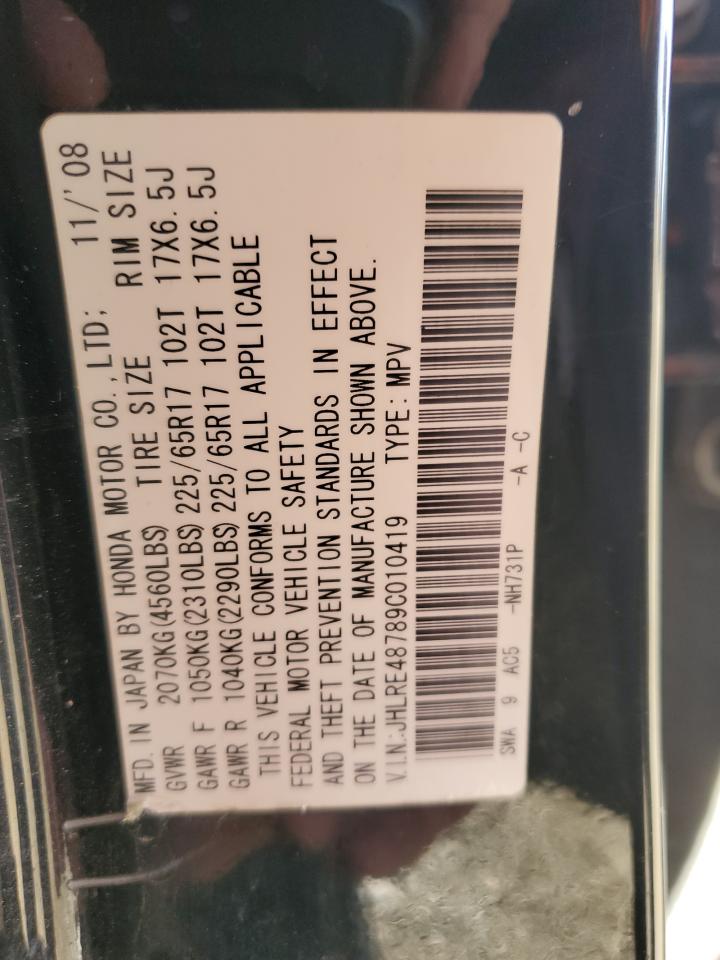 MFD. IN JAPAN BY HONDA MOTOR CO.,LTD; 11/'08
GVWR 2070KG(4560LBS) TIRE SIZE RIM SIZE
GAWR F 1050KG(2310LBS) 225/65R17 102T 17X6.5J
GAWR R 1040KG(2290LBS) 225/65R17 102T 17X6.5J
THIS VEHICLE CONFORMS TO ALL APPLICABLE
FEDERAL MOTOR VEHICLE SAFETY
AND THEFT PREVENTION STANDARDS IN EFFECT
ON THE DATE OF MANUFACTURE SHOWN ABOVE.
V.I.N:JHLRE48789C010419 TYPE: MPV
SWA 9 AC5 -NH731P -A -C